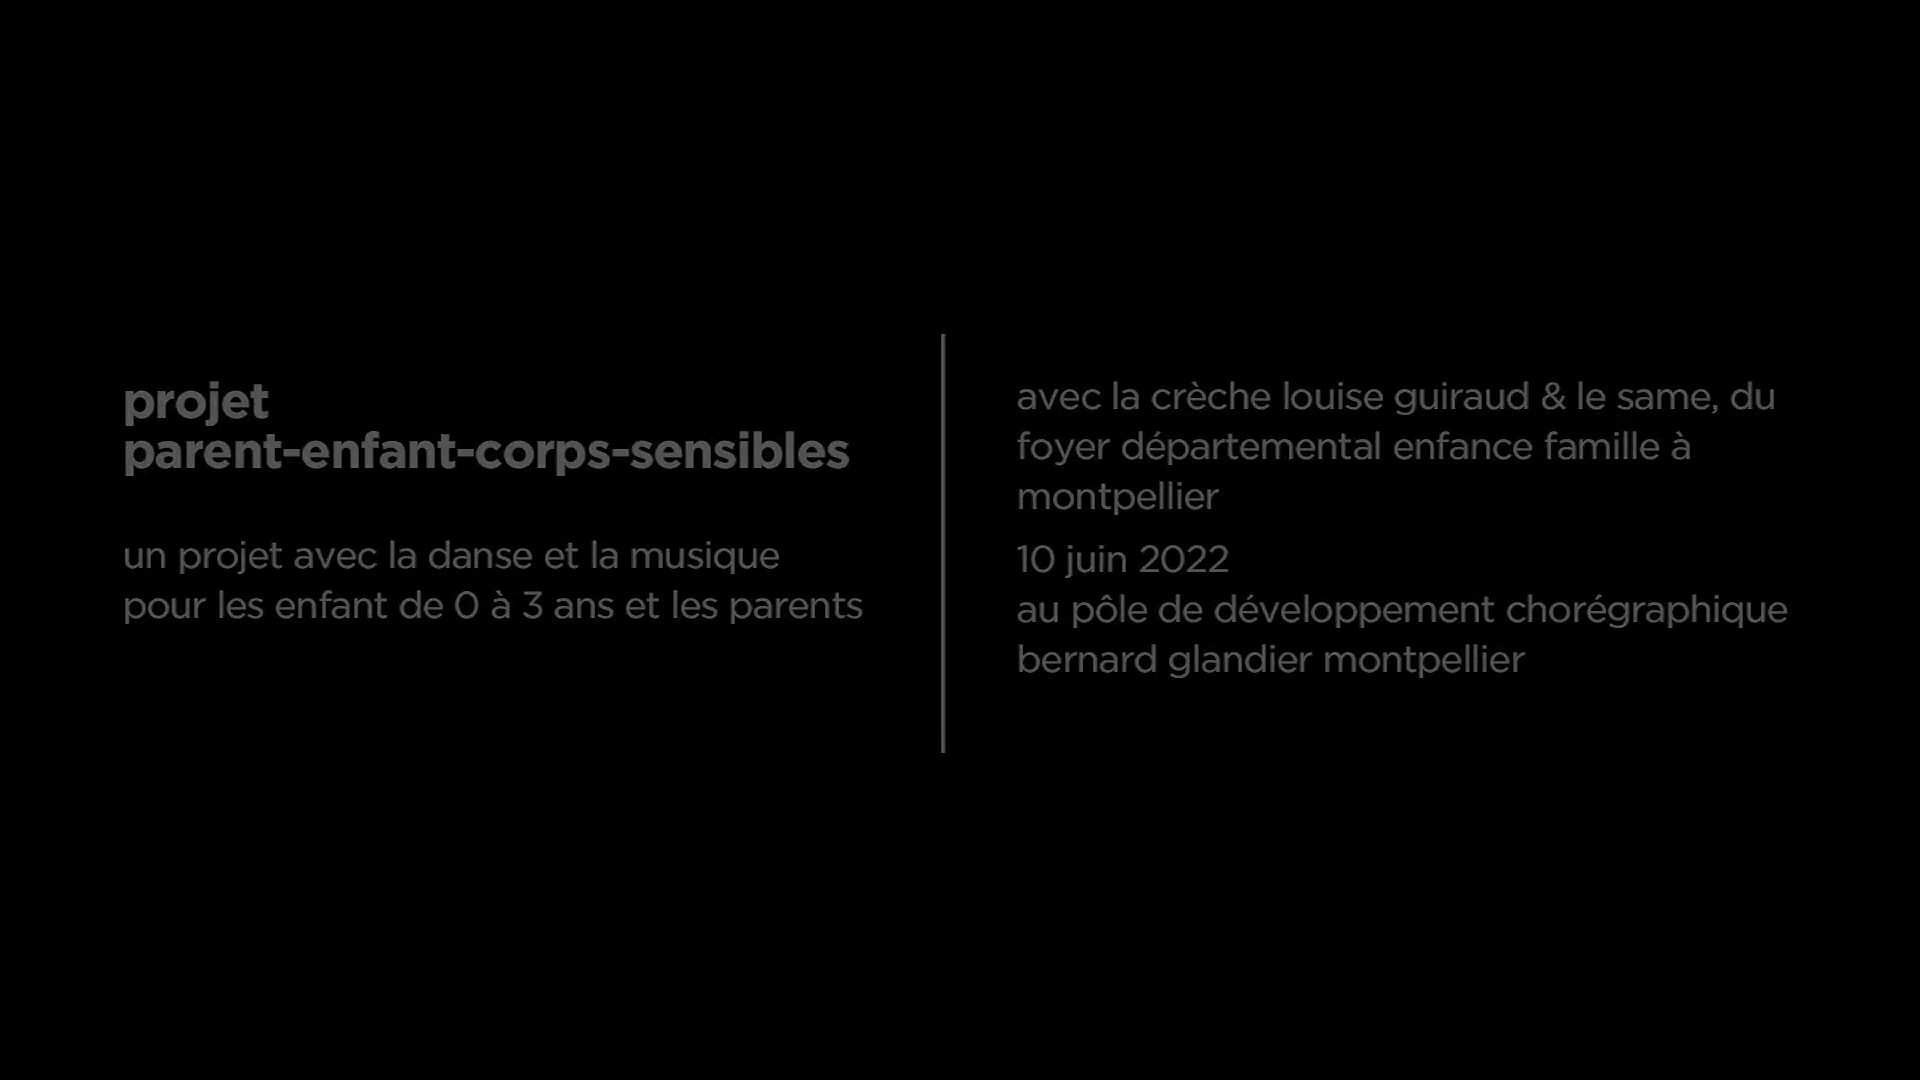 projet
parent-enfant-corps-sensibles
un projet avec la danse et la musique
pour les enfant de 0 à 3 ans et les parents
avec la crèche louise guiraud & le same, du
foyer départemental enfance famille à
montpellier
10 juin 2022
au pôle de développement chorégraphique
bernard glandier montpellier